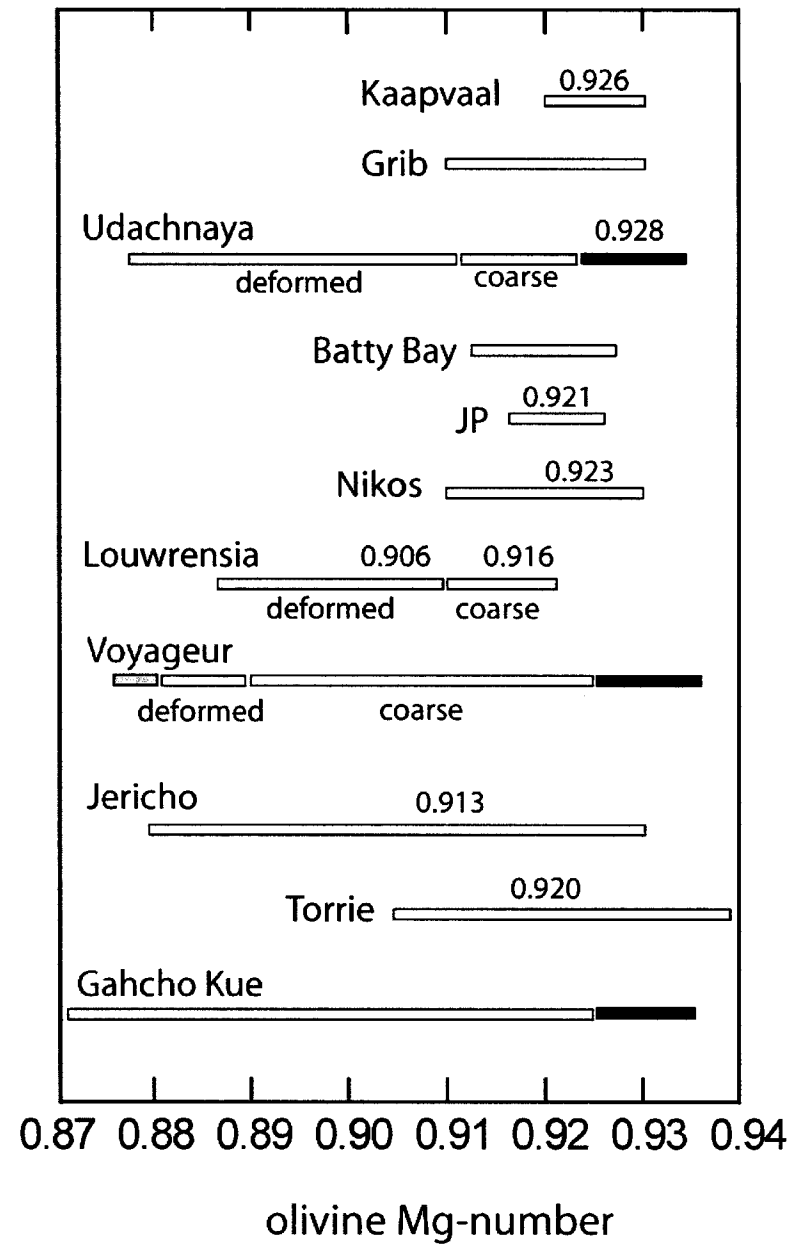 Kaapvaal 0.926
Grib
Udachnaya 0.928
deformed coarse
Batty Bay
JP 0.921
Nikos 0.923
Louwrensia 0.906 0.916
deformed coarse
Voyageur
deformed coarse
Jericho 0.913
Torrie 0.920
Gahcho Kue
0.87 0.88 0.89 0.90 0.91 0.92 0.93 0.94
olivine Mg-number